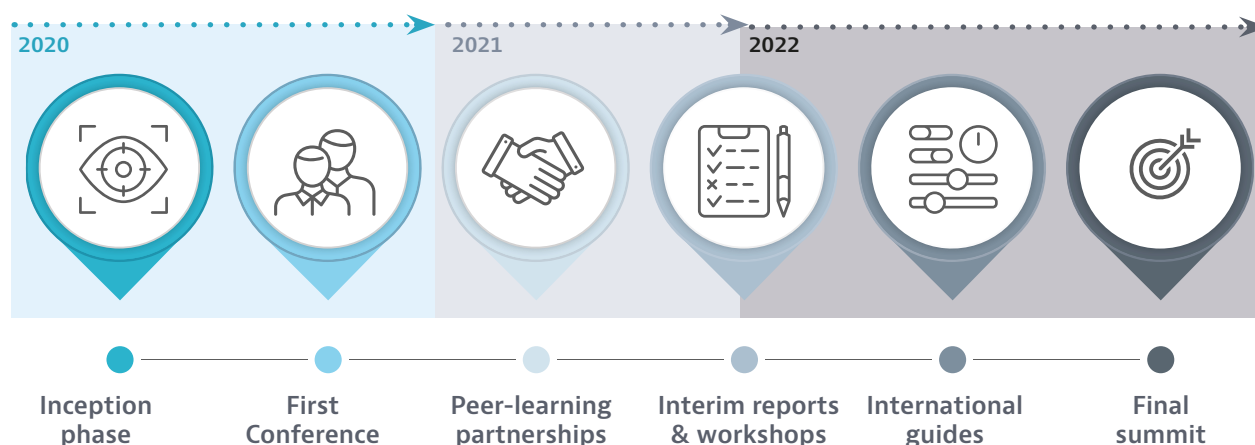 2020
2021
2022
Inception
phase
First
Conference
Peer-learning
partnerships
Interim reports
& workshops
International
guides
Final
summit